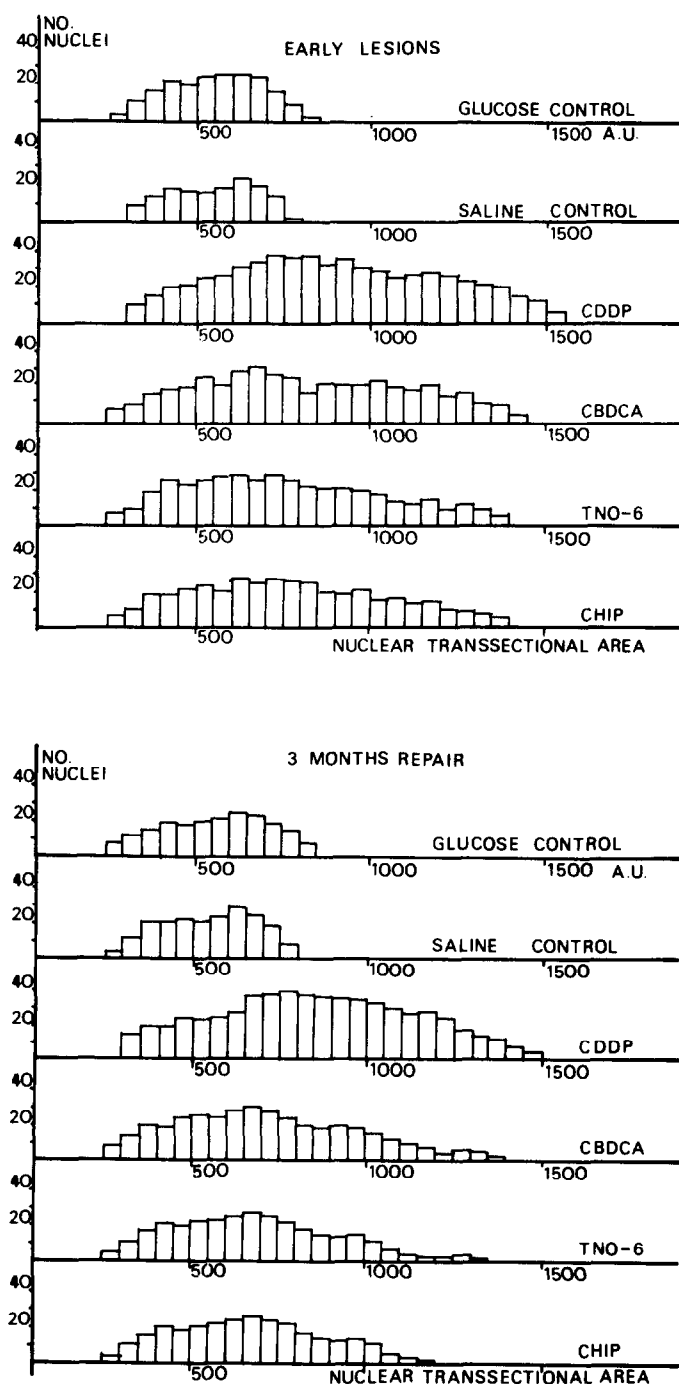 NO.
NUCLEI
EARLY LESIONS
40
20
GLUCOSE CONTROL
500 1000 1500 A.U.
40
20
SALINE CONTROL
500 1000 1500
40
20
CDDP
500 1000 1500
40
20
CBDCA
500 1000 1500
40
20
TNO-6
500 1000 1500
40
20
CHIP
500
NUCLEAR TRANSSECTIONAL AREA
NO.
NUCLEI
3 MONTHS REPAIR
40
20
GLUCOSE CONTROL
500 1000 1500 A.U.
40
20
SALINE CONTROL
500 1000 1500
40
20
CDDP
500 1000 1500
40
20
CBDCA
500 1000 1500
40
20
TNO-6
500 1000 1500
40
20
CHIP
500
NUCLEAR TRANSSECTIONAL AREA